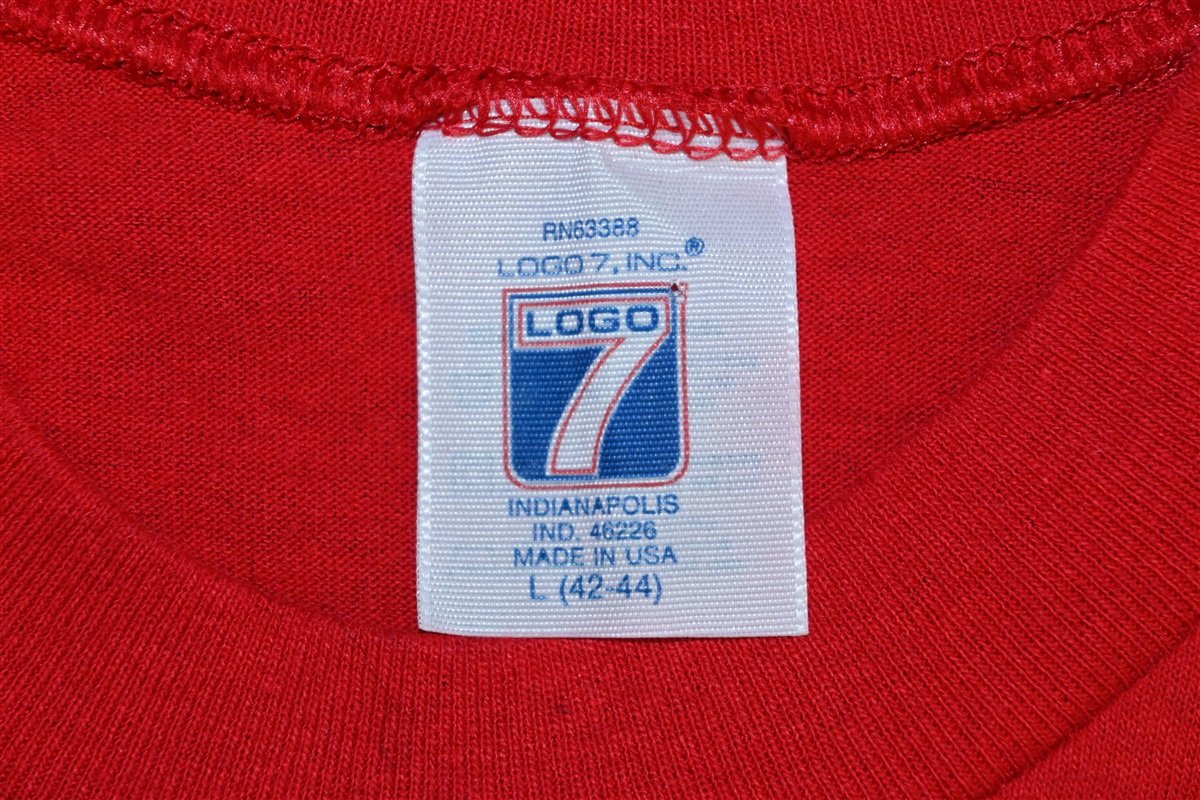 RN63388
LOGO 7, INC.®
LOGO
7
INDIANAPOLIS
IND. 46226
MADE IN USA
L (42-44)